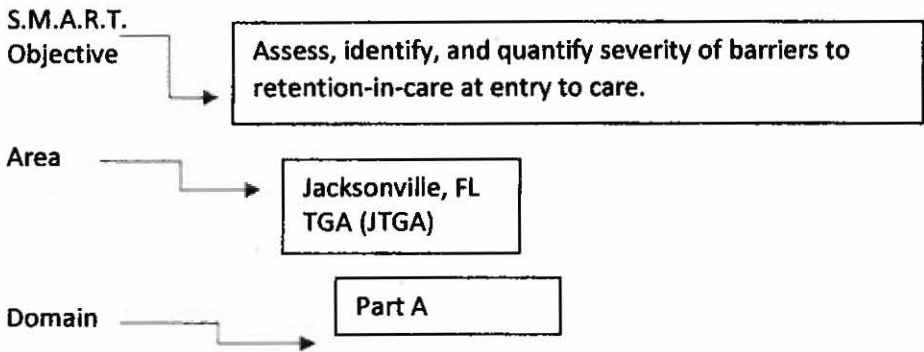 S.M.A.R.T.
Objective
Assess, identify, and quantify severity of barriers to
retention-in-care at entry to care.
Area
Jacksonville, FL
TGA (JTGA)
Part A
Domain